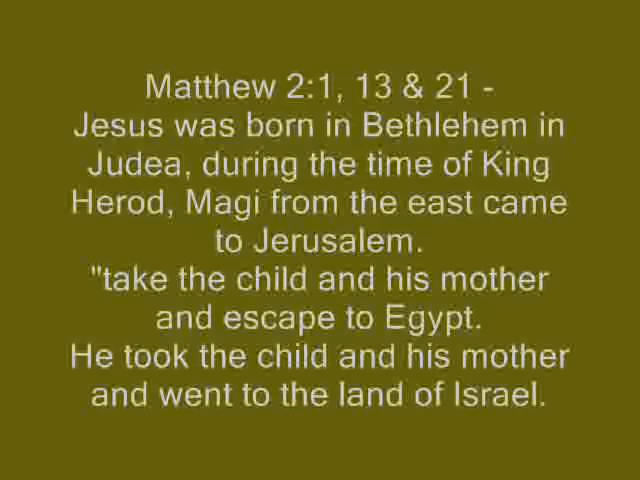 Matthew 2:1, 13 & 21 -
Jesus was born in Bethlehem in
Judea, during the time of King
Herod, Magi from the east came
to Jerusalem.
"take the child and his mother
and escape to Egypt.
He took the child and his mother
and went to the land of Israel.